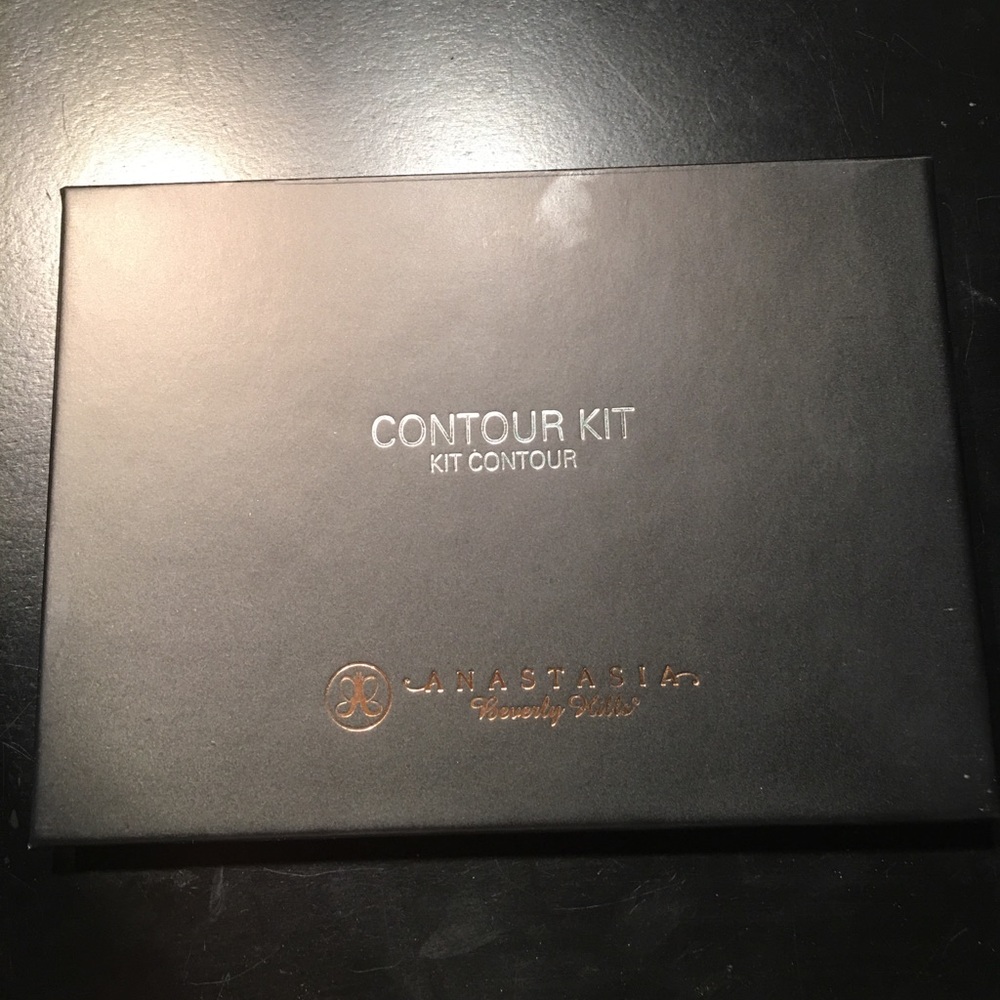 CONTOUR KIT
KIT CONTOUR
ANASTASIA
Beverly Hills